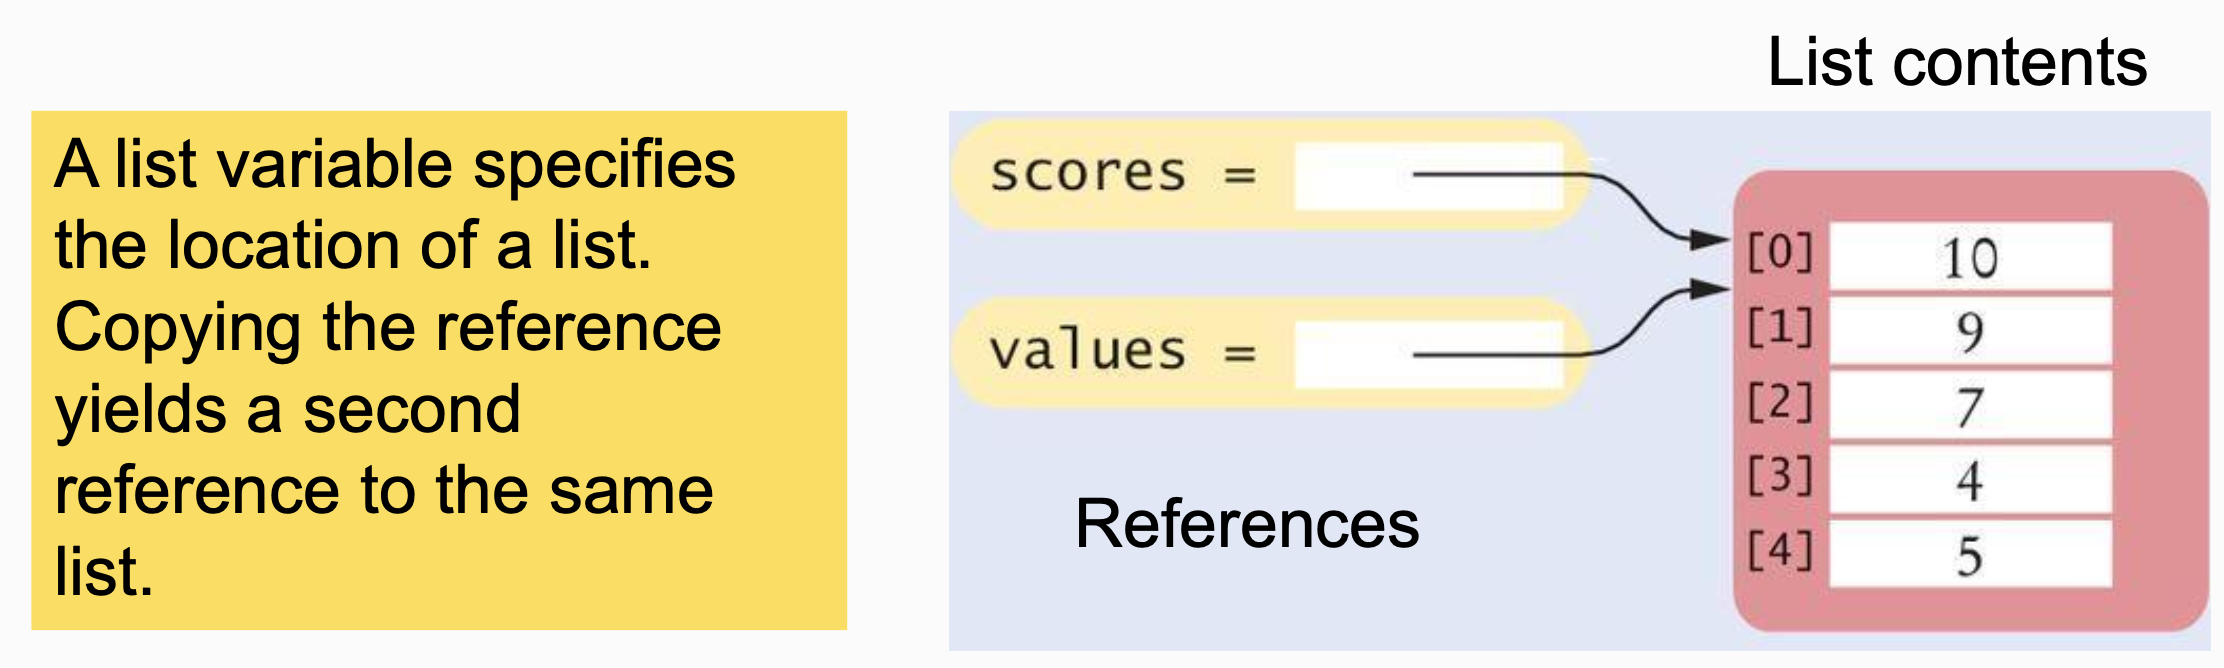 List contents
A list variable specifies
the location of a list.
Copying the reference
yields a second
reference to the same
list.
scores =
values =
References
[0] 10
[1] 9
[2] 7
[3] 4
[4] 5